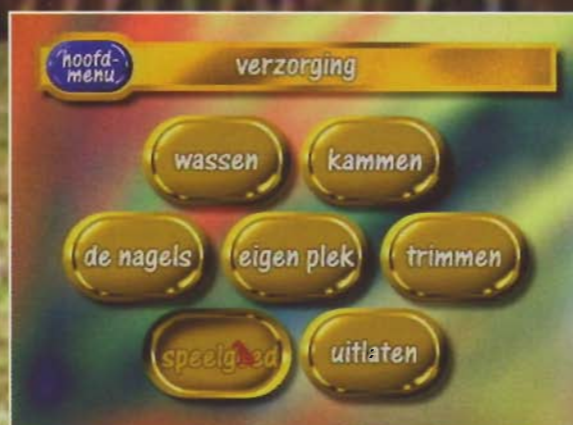 hoofd-
menu
verzorging
wassen kammen
de nagels eigen plek trimmen
speelgoed uitlaten